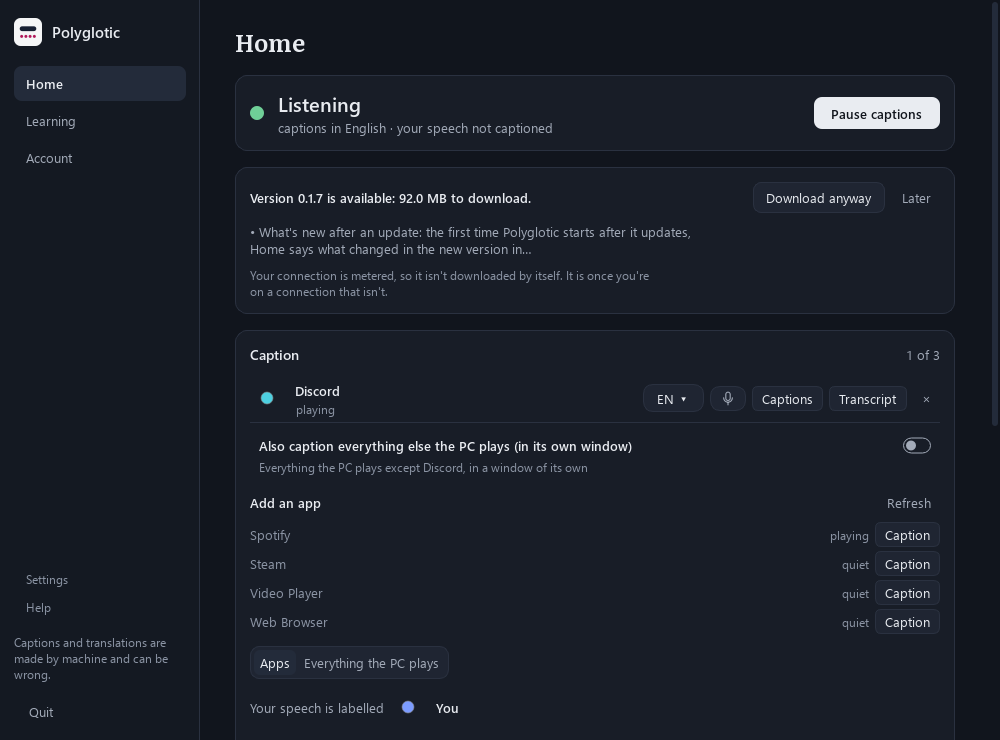 Polyglotic
Home
Learning
Account
Settings
Help
Captions and translations are
made by machine and can be
wrong.
Quit
Home
Listening
captions in English · your speech not captioned
Pause captions
Version 0.1.7 is available: 92.0 MB to download.
Download anyway
Later
• What's new after an update: the first time Polyglotic starts after it updates,
Home says what changed in the new version in...
Your connection is metered, so it isn't downloaded by itself. It is once you're
on a connection that isn't.
Caption
1 of 3
Discord
playing
EN
Captions
Transcript
×
Also caption everything else the PC plays (in its own window)
Everything the PC plays except Discord, in a window of its own
Add an app
Refresh
Spotify
playing
Caption
Steam
quiet
Caption
Video Player
quiet
Caption
Web Browser
quiet
Caption
Apps
Everything the PC plays
Your speech is labelled
You